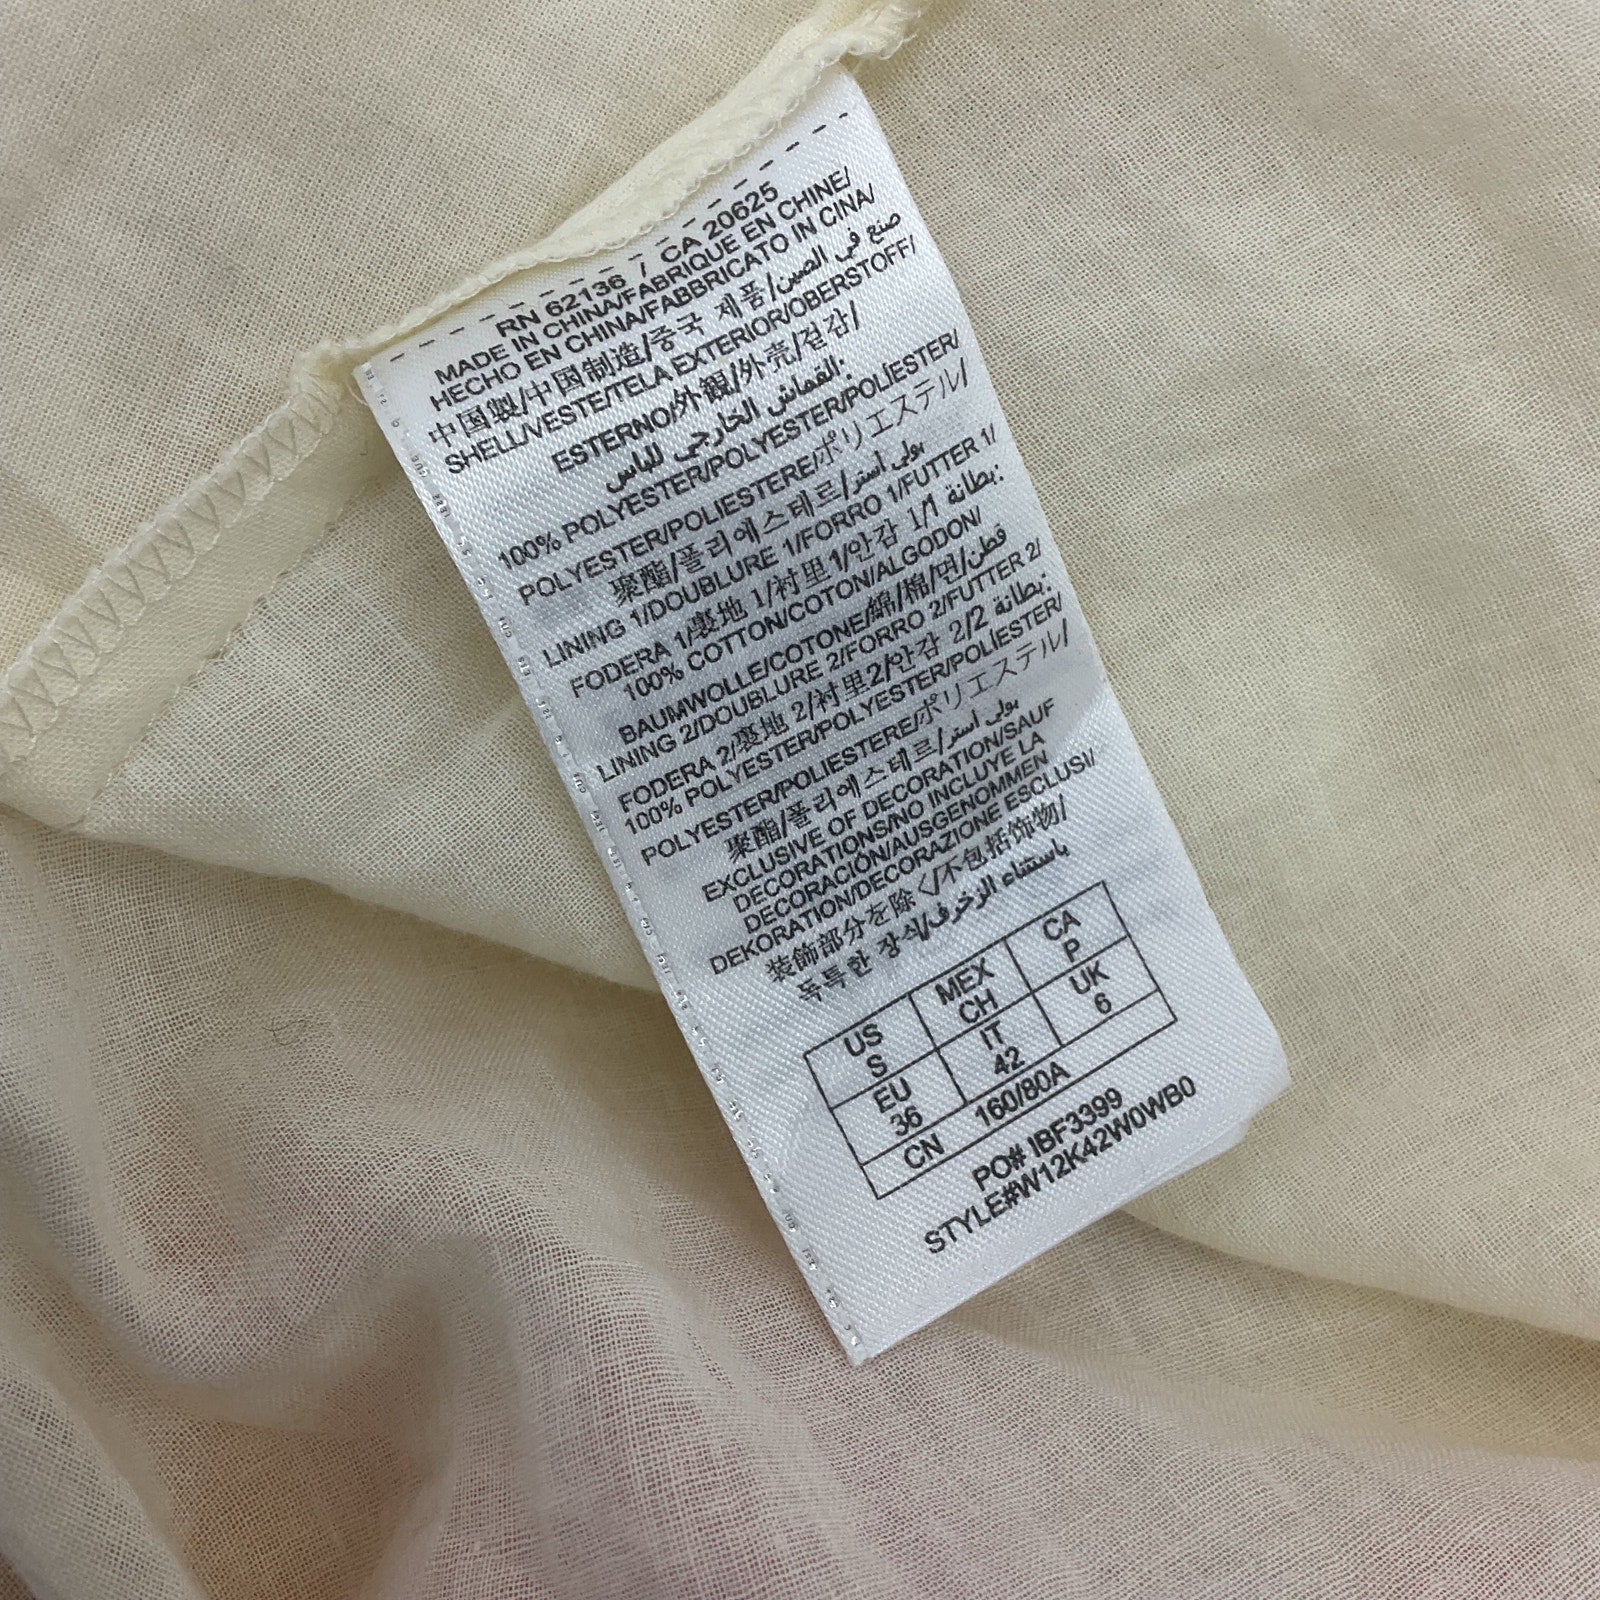 RN 62136 / CA 20625
MADE IN CHINA/FABRIQUE EN CHINE/
HECHO EN CHINA/FABBRICATO IN CINA/
中国製/中国制造/중국 제품/صنع في الصين
SHELL/VESTE/TELA EXTERIOR/OBERSTOFF/
ESTERNO/外観/外壳/겉감/
القماش الخارجي للباس:
100% POLYESTER/POLYESTER/POLÍESTER/
POLYESTER/POLIESTERE/ポリエステル/
聚酯/폴리에스테르/بولي أستر
LINING 1/DOUBLURE 1/FORRO 1/FUTTER 1/
FODERA 1/裏地 1/衬里1/안감 1/1 بطانة:
100% COTTON/COTON/ALGODON/
BAUMWOLLE/COTONE/綿/棉/면/قطن
LINING 2/DOUBLURE 2/FORRO 2/FUTTER 2/
FODERA 2/裏地 2/衬里2/안감 2/2 بطانة:
100% POLYESTER/POLYESTER/POLÍESTER/
POLYESTER/POLIESTERE/ポリエステル/
聚酯/폴리에스테르/بولي أستر
EXCLUSIVE OF DECORATION/SAUF
DECORATIONS/NO INCLUYE LA
DECORACIÓN/AUSGENOMMEN
DEKORATION/DECORAZIONE ESCLUSI/
装飾部分を除く/不包括饰物/
독특한 장식/باستثناء الزخرف
US MEX CA
S CH P
EU IT UK
36 42 6
CN 160/80A
PO# IBF3399
STYLE#W12K42W0WB0